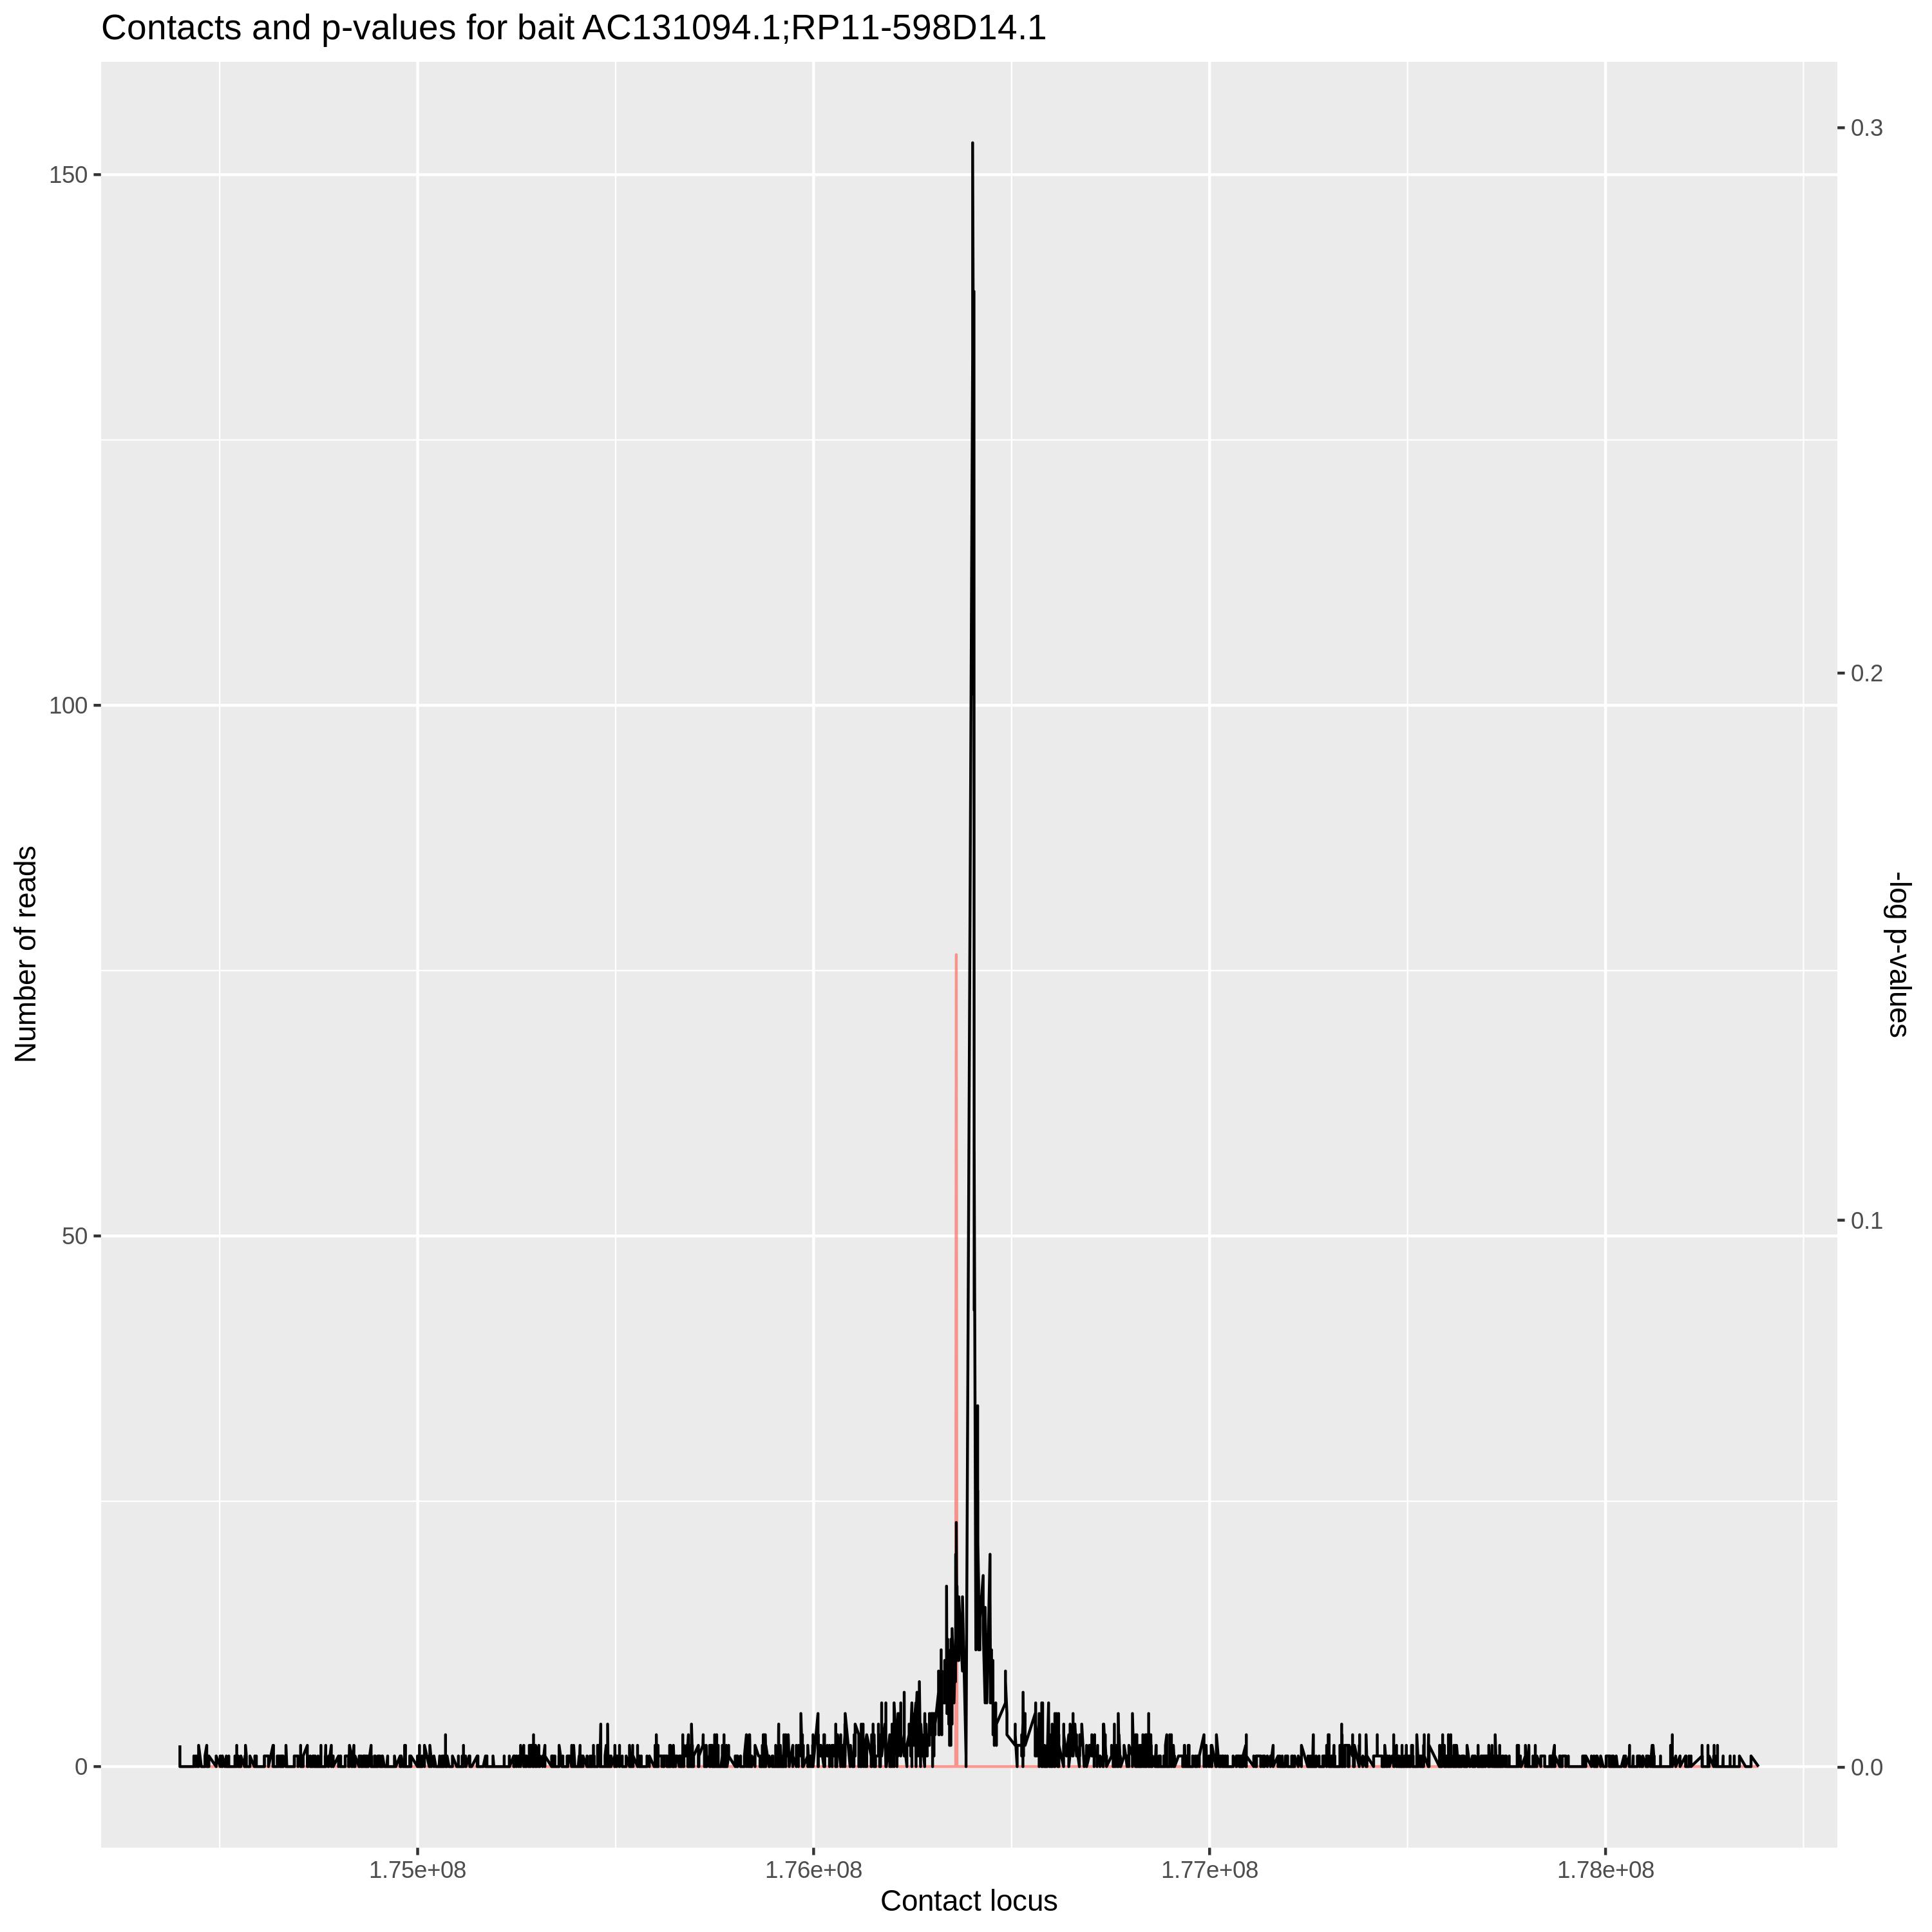 Contacts and p-values for bait AC131094.1;RP11-598D14.1
150
100
50
0
Number of reads
0.3
0.2
0.1
0.0
-log p-values
1.75e+08 1.76e+08 1.77e+08 1.78e+08
Contact locus